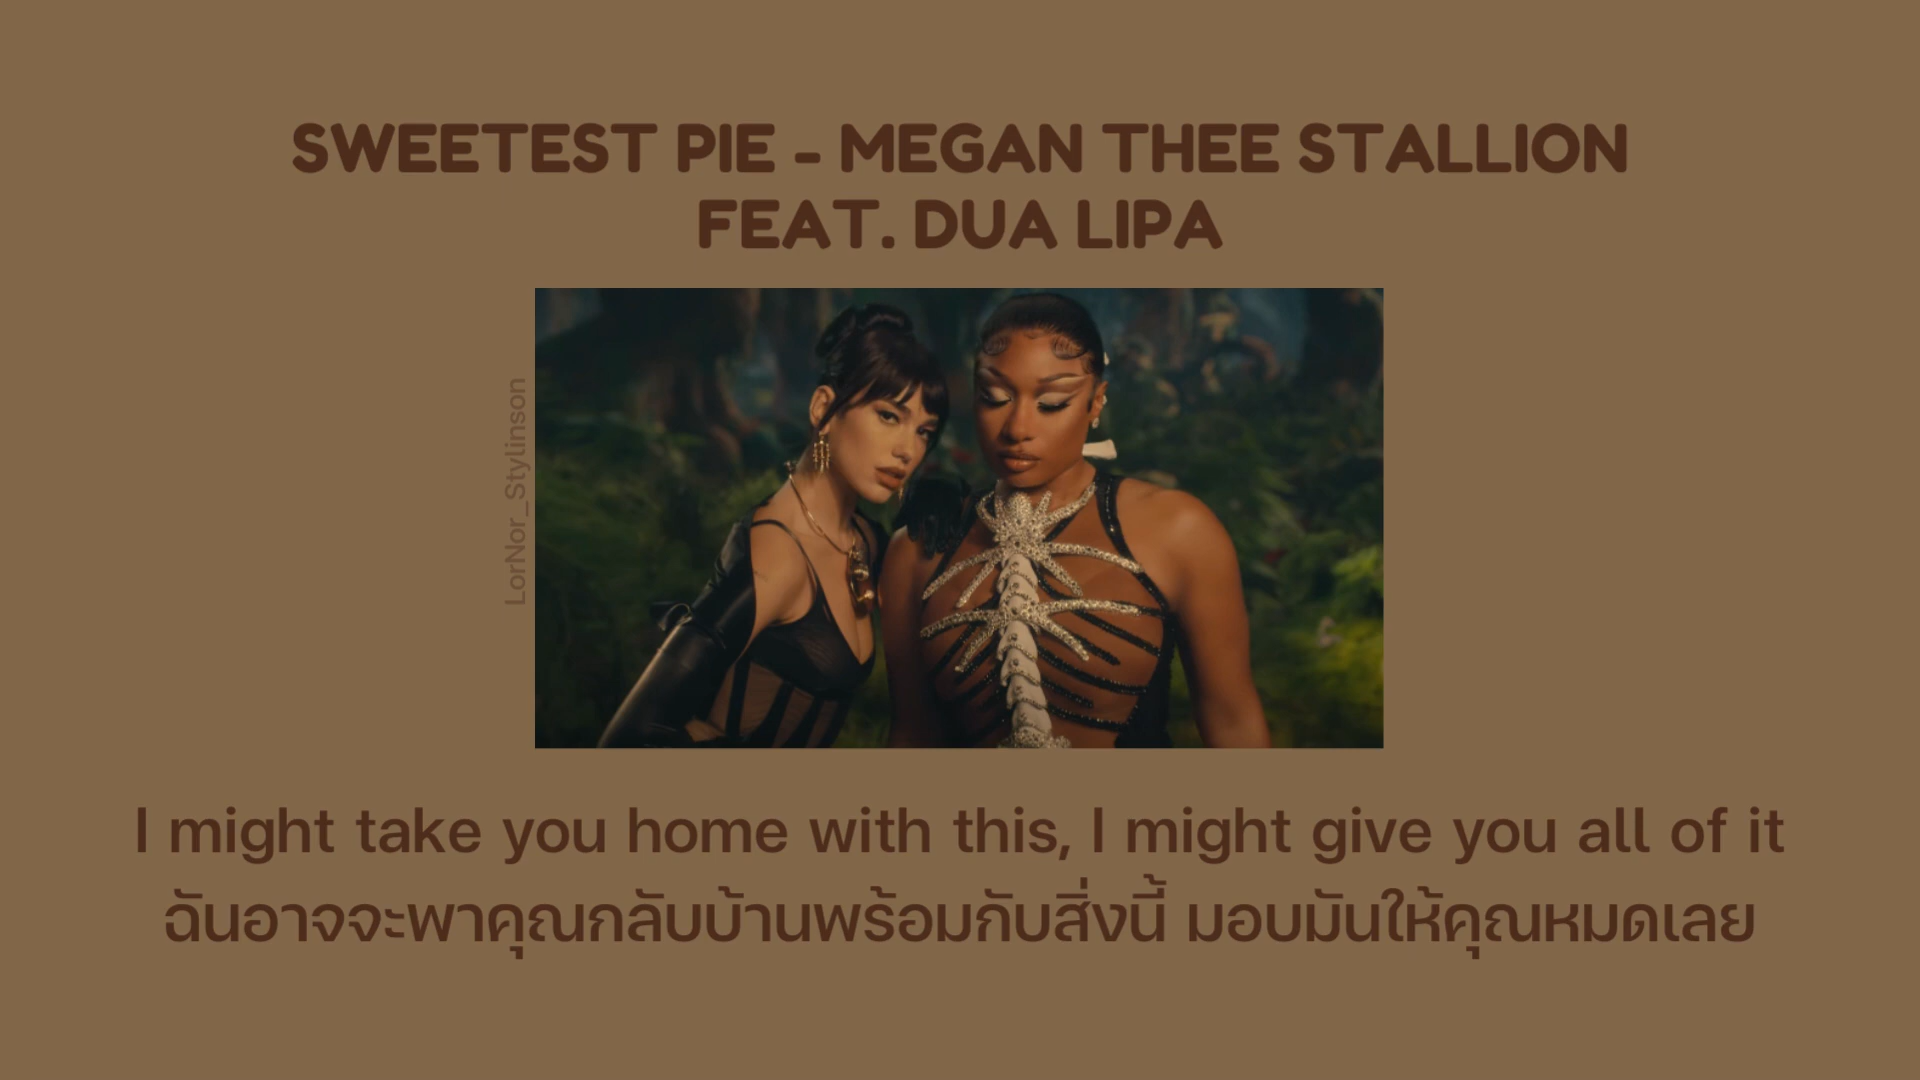 SWEETEST PIE - MEGAN THEE STALLION
FEAT. DUA LIPA
LorNor_Stylinson
I might take you home with this, I might give you all of it
ฉันอาจจะพาคุณกลับบ้านพร้อมกับสิ่งนี้ มอบมันให้คุณหมดเลย